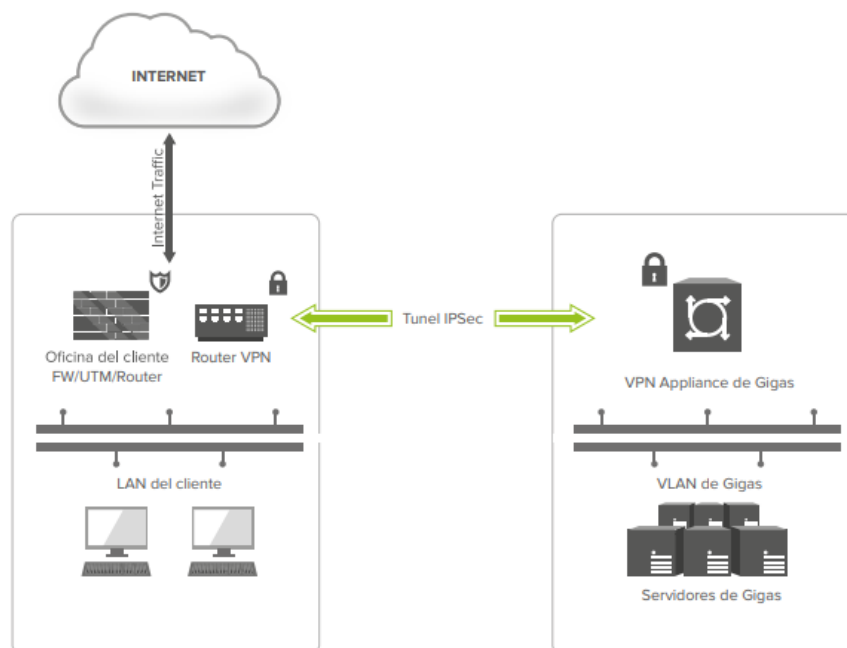 INTERNET
Internet Traffic
Oficina del cliente
FW/UTM/Router
Router VPN
Tunel IPSec
VPN Appliance de Gigas
LAN del cliente
VLAN de Gigas
Servidores de Gigas